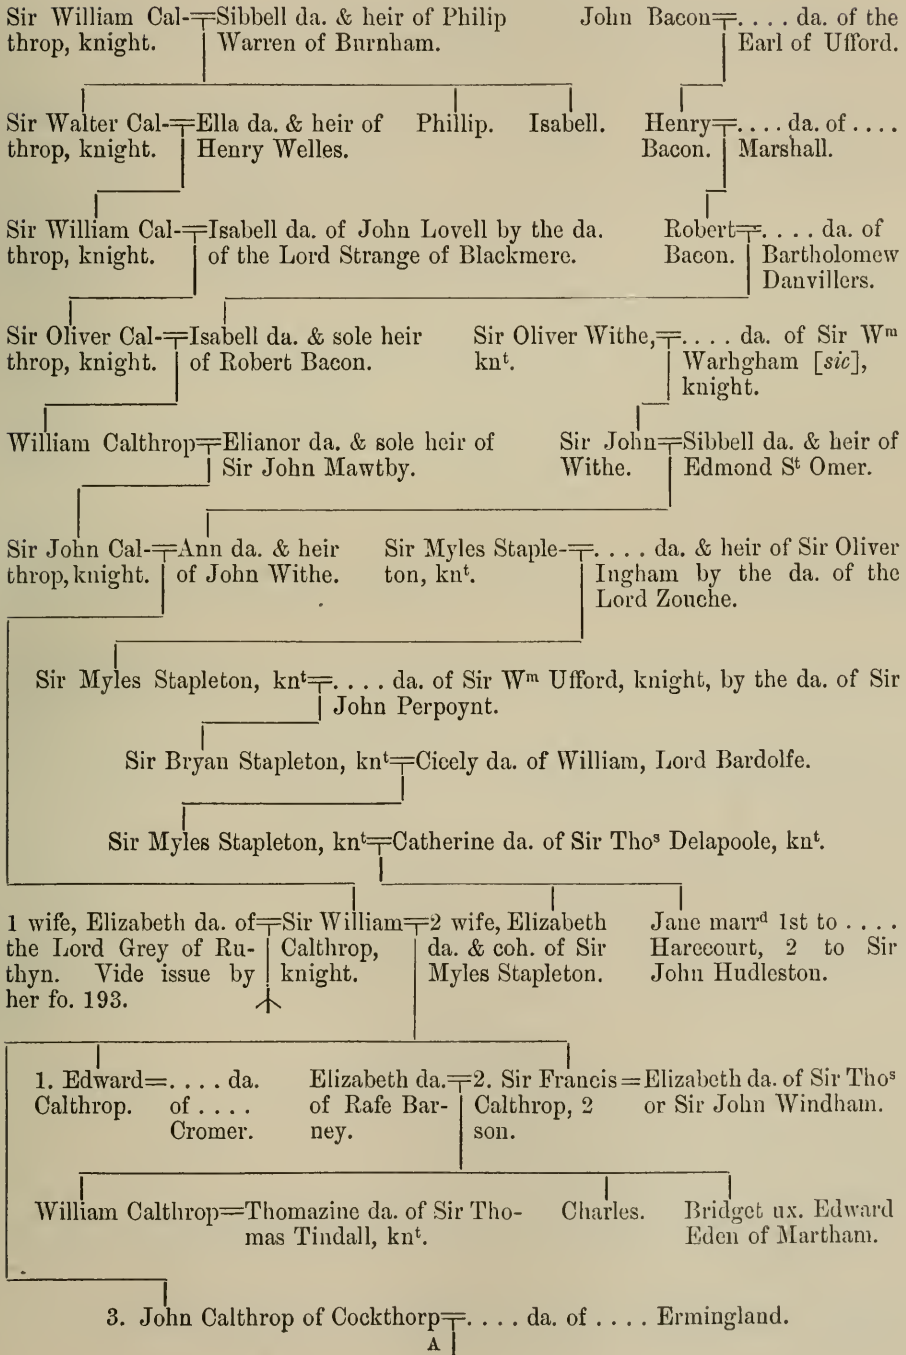 Sir William Cal-=Sibbell da. & heir of Philip John Bacon=. . . . da. of the
throp, knight. Warren of Burnham. Earl of Ufford.
Sir Walter Cal-=Ella da. & heir of Phillip. Isabell. Henry=. . . . da. of . . . .
throp, knight. Henry Welles. Bacon. Marshall.
Sir William Cal-=Isabell da. of John Lovell by the da. Robert=. . . . da. of
throp, knight. of the Lord Strange of Blackmere. Bacon. Bartholomew
Danvillers.
Sir Oliver Cal-=Isabell da. & sole heir Sir Oliver Withe,=. . . . da. of Sir Wm
throp, knight. of Robert Bacon. knt. Warhgham [sic],
knight.
William Calthrop=Elianor da. & sole heir of Sir John=Sibbell da. & heir of
Sir John Mawtby. Withe. Edmond St Omer.
Sir John Cal-=Ann da. & heir Sir Myles Staple-=. . . . da. & heir of Sir Oliver
throp, knight. of John Withe. ton, knt. Ingham by the da. of the
Lord Zouche.
Sir Myles Stapleton, knt=. . . . da. of Sir Wm Ufford, knight, by the da. of Sir
John Perpoynt.
Sir Bryan Stapleton, knt=Cicely da. of William, Lord Bardolfe.
Sir Myles Stapleton, knt=Catherine da. of Sir Thos Delapoole, knt.
1 wife, Elizabeth da. of=Sir William=2 wife, Elizabeth Jane marrd 1st to . . . .
the Lord Grey of Ru- Calthrop, da. & coh. of Sir Harecourt, 2 to Sir
thyn. Vide issue by knight. Myles Stapleton. John Hudleston.
her fo. 193.
1. Edward=. . . . da. Elizabeth da.=2. Sir Francis=Elizabeth da. of Sir Thos
Calthrop. of . . . . of Rafe Bar- Calthrop, 2 or Sir John Windham.
Cromer. ney. son.
William Calthrop=Thomazine da. of Sir Tho- Charles. Bridget ux. Edward
mas Tindall, knt. Eden of Martham.
3. John Calthrop of Cockthorp=. . . . da. of . . . . Ermingland.
A